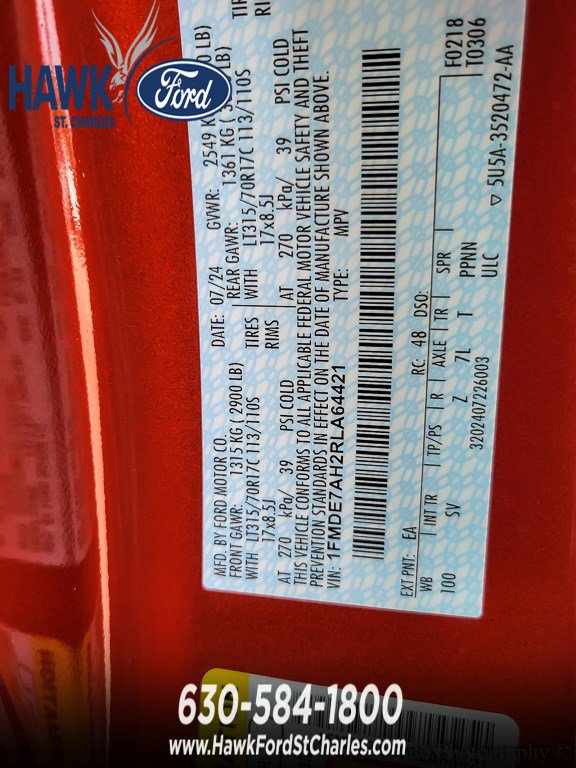 HAWK
ST. CHARLES
Ford
MFD. BY FORD MOTOR CO.
DATE: 07/24
GVWR: 2549 K
FRONT GAWR: 1315 KG ( 2900 LB)
REAR GAWR: 1361 KG (
WITH LT315/70R17C 113/110S TIRES
WITH LT315/70R17C 113/110S TIR
17x8.5J RIMS
17x8.5J RI
AT 270 kPa/ 39 PSI COLD
AT 270 kPa/ 39 PSI COLD
THIS VEHICLE CONFORMS TO ALL APPLICABLE FEDERAL MOTOR VEHICLE SAFETY AND THEFT
PREVENTION STANDARDS IN EFFECT ON THE DATE OF MANUFACTURE SHOWN ABOVE.
VIN: 1FMDE7AH2RLA64421
TYPE: MPV
F0218
T0306
EXT PNT: EA RC: 48 DSO:
WB INT TR TP/PS R AXLE TR SPR
100 SV Z 7L T PPNN
ULC
3202407226003 5U5A-3520472-AA
630-584-1800
www.HawkFordStCharles.com